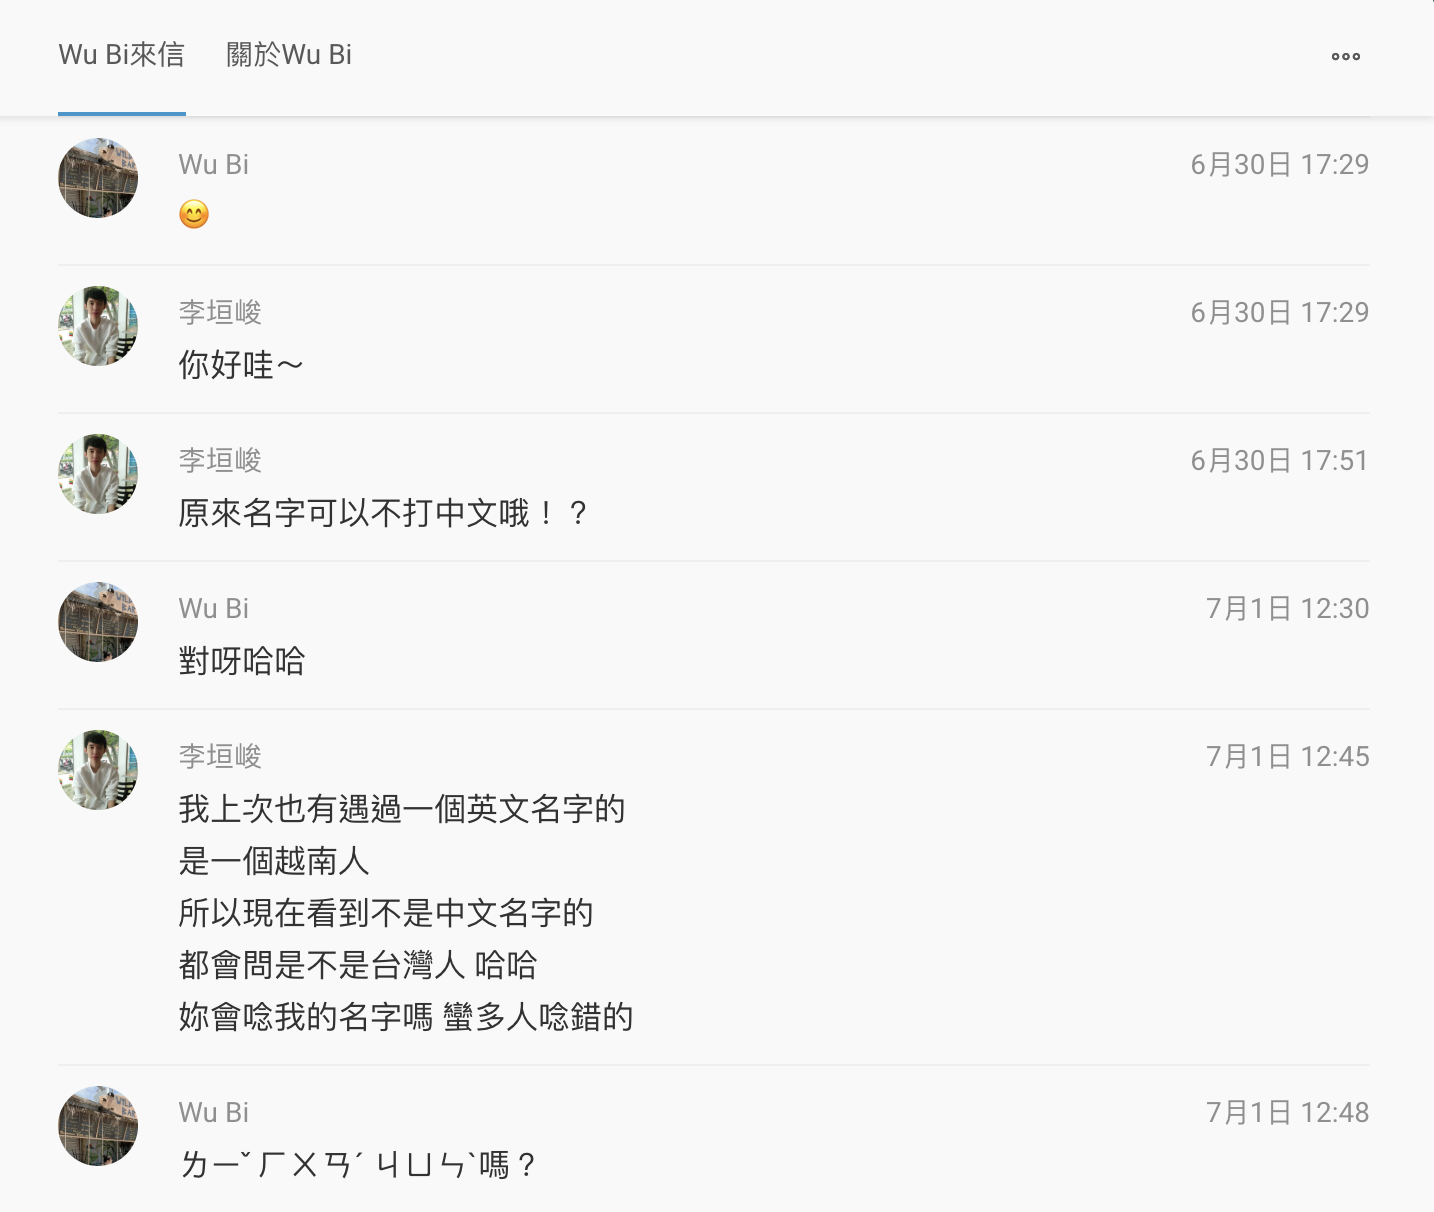 Wu Bi來信 關於Wu Bi
Wu Bi 6月30日 17:29
😊
李垣峻 6月30日 17:29
你好哇～
李垣峻 6月30日 17:51
原來名字可以不打中文哦！？
Wu Bi 7月1日 12:30
對呀哈哈
李垣峻 7月1日 12:45
我上次也有遇過一個英文名字的
是一個越南人
所以現在看到不是中文名字的
都會問是不是台灣人 哈哈
妳會唸我的名字嗎 蠻多人唸錯的
Wu Bi 7月1日 12:48
ㄌㄧˇ ㄏㄨㄢˊ ㄐㄩㄣˋ嗎？